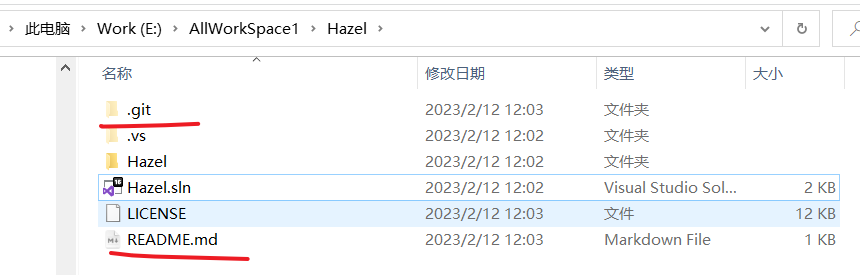 此电脑 › Work (E:) › AllWorkSpace1 › Hazel ›
名称 修改日期 类型 大小
.git 2023/2/12 12:03 文件夹
.vs 2023/2/12 12:02 文件夹
Hazel 2023/2/12 12:02 文件夹
Hazel.sln 2023/2/12 12:02 Visual Studio Sol... 2 KB
LICENSE 2023/2/12 12:03 文件 12 KB
README.md 2023/2/12 12:03 Markdown File 1 KB